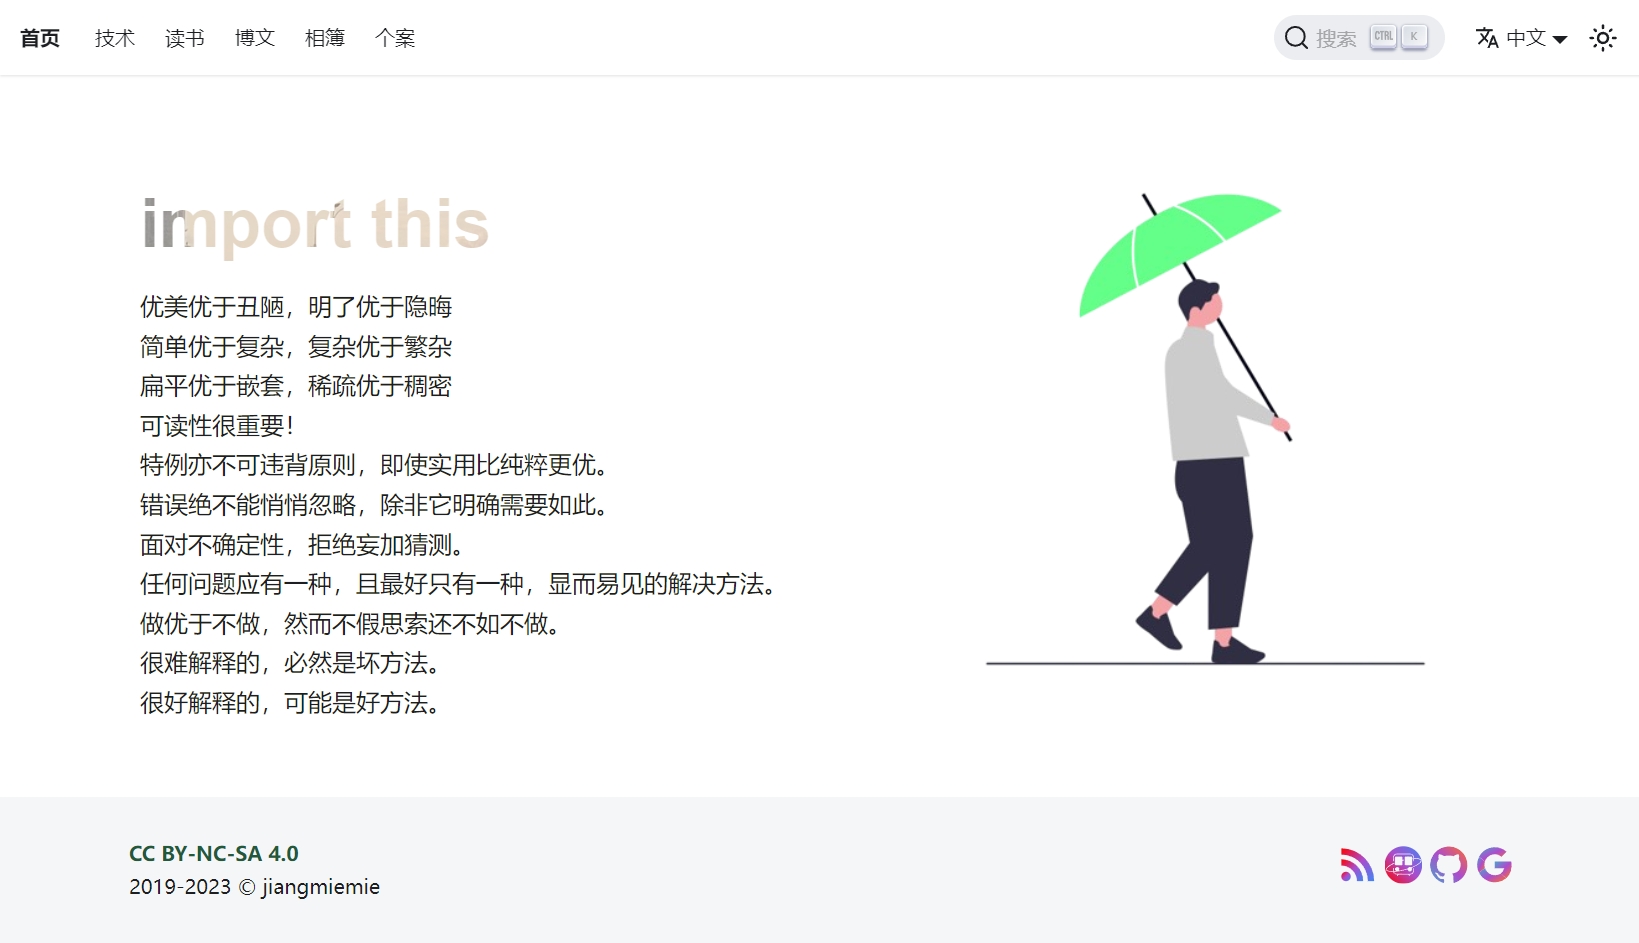 首页 技术 读书 博文 相簿 个案 搜索 CTRL K 中文
import this
优美优于丑陋，明了优于隐晦
简单优于复杂，复杂优于繁杂
扁平优于嵌套，稀疏优于稠密
可读性很重要！
特例亦不可违背原则，即使实用比纯粹更优。
错误绝不能悄悄忽略，除非它明确需要如此。
面对不确定性，拒绝妄加猜测。
任何问题应有一种，且最好只有一种，显而易见的解决方法。
做优于不做，然而不假思索还不如不做。
很难解释的，必然是坏方法。
很好解释的，可能是好方法。
CC BY-NC-SA 4.0
2019-2023 © jiangmiemie